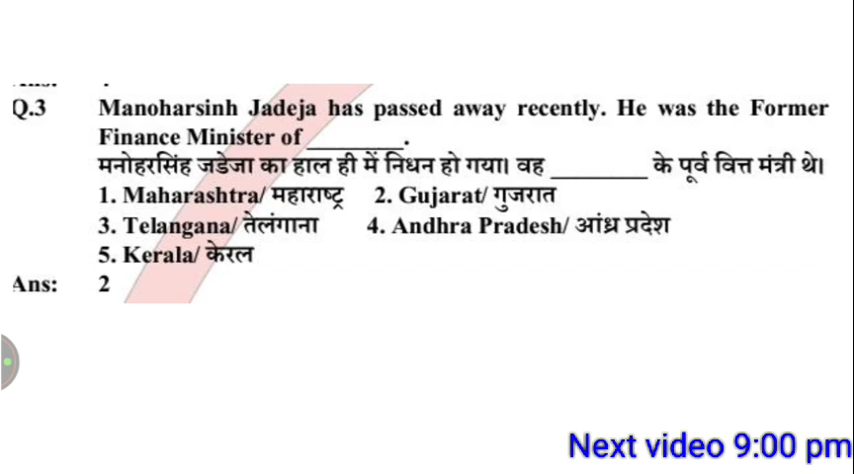 Q.3 Manoharsinh Jadeja has passed away recently. He was the Former
Finance Minister of ________.
मनोहरसिंह जडेजा का हाल ही में निधन हो गया। वह ________ के पूर्व वित्त मंत्री थे।
1. Maharashtra/ महाराष्ट्र 2. Gujarat/ गुजरात
3. Telangana/ तेलंगाना 4. Andhra Pradesh/ आंध्र प्रदेश
5. Kerala/ केरल
Ans: 2
Next video 9:00 pm